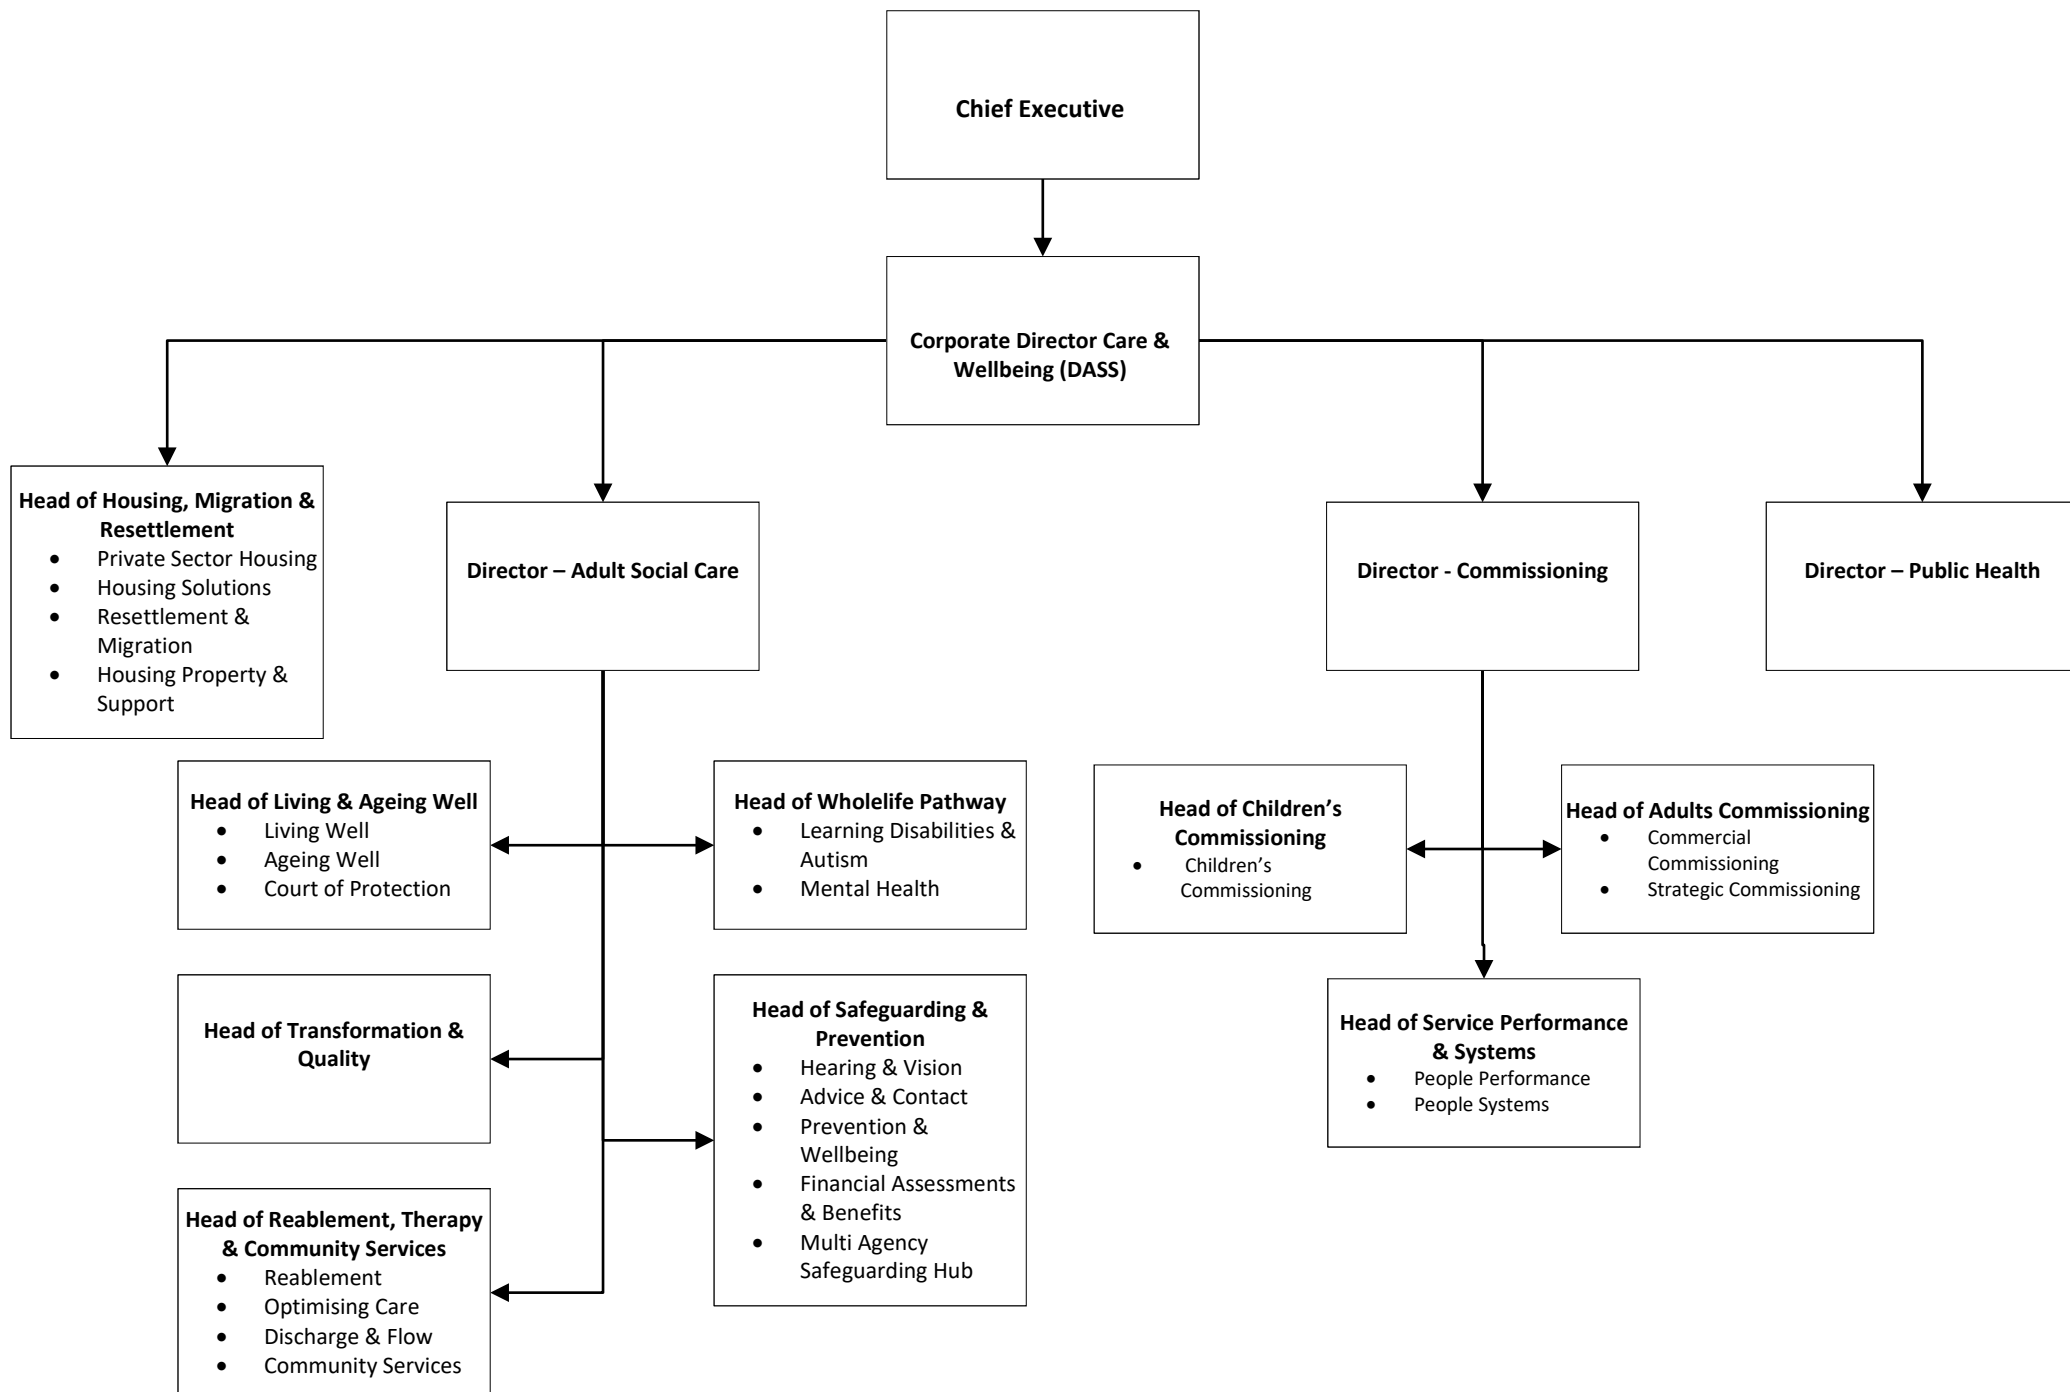 Chief Executive
Corporate Director Care &
Wellbeing (DASS)
Head of Housing, Migration &
Resettlement
• Private Sector Housing
• Housing Solutions
• Resettlement &
Migration
• Housing Property &
Support
Director – Adult Social Care
Director - Commissioning
Director – Public Health
Head of Living & Ageing Well
• Living Well
• Ageing Well
• Court of Protection
Head of Wholelife Pathway
• Learning Disabilities &
Autism
• Mental Health
Head of Children’s
Commissioning
• Children’s
Commissioning
Head of Adults Commissioning
• Commercial
Commissioning
• Strategic Commissioning
Head of Transformation &
Quality
Head of Safeguarding &
Prevention
• Hearing & Vision
• Advice & Contact
• Prevention &
Wellbeing
• Financial Assessments
& Benefits
• Multi Agency
Safeguarding Hub
Head of Service Performance
& Systems
• People Performance
• People Systems
Head of Reablement, Therapy
& Community Services
• Reablement
• Optimising Care
• Discharge & Flow
• Community Services